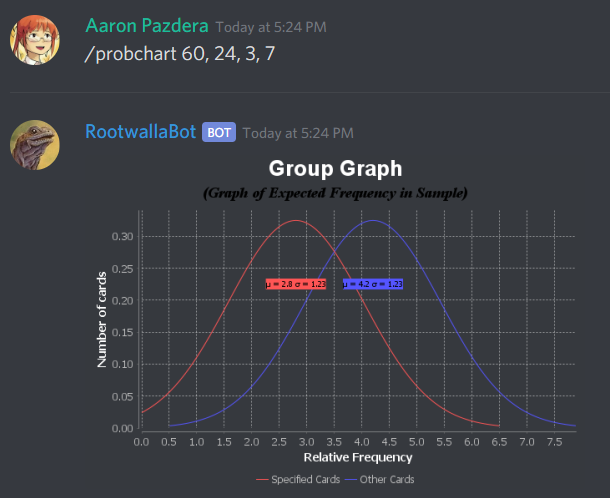 Aaron Pazdera Today at 5:24 PM
/probchart 60, 24, 3, 7
RootwallaBot BOT Today at 5:24 PM
Group Graph
(Graph of Expected Frequency in Sample)
Number of cards
0.30
0.25
0.20
0.15
0.10
0.05
0.00
μ = 2.8 σ = 1.23 μ = 4.2 σ = 1.23
0.0 0.5 1.0 1.5 2.0 2.5 3.0 3.5 4.0 4.5 5.0 5.5 6.0 6.5 7.0 7.5
Relative Frequency
Specified Cards Other Cards